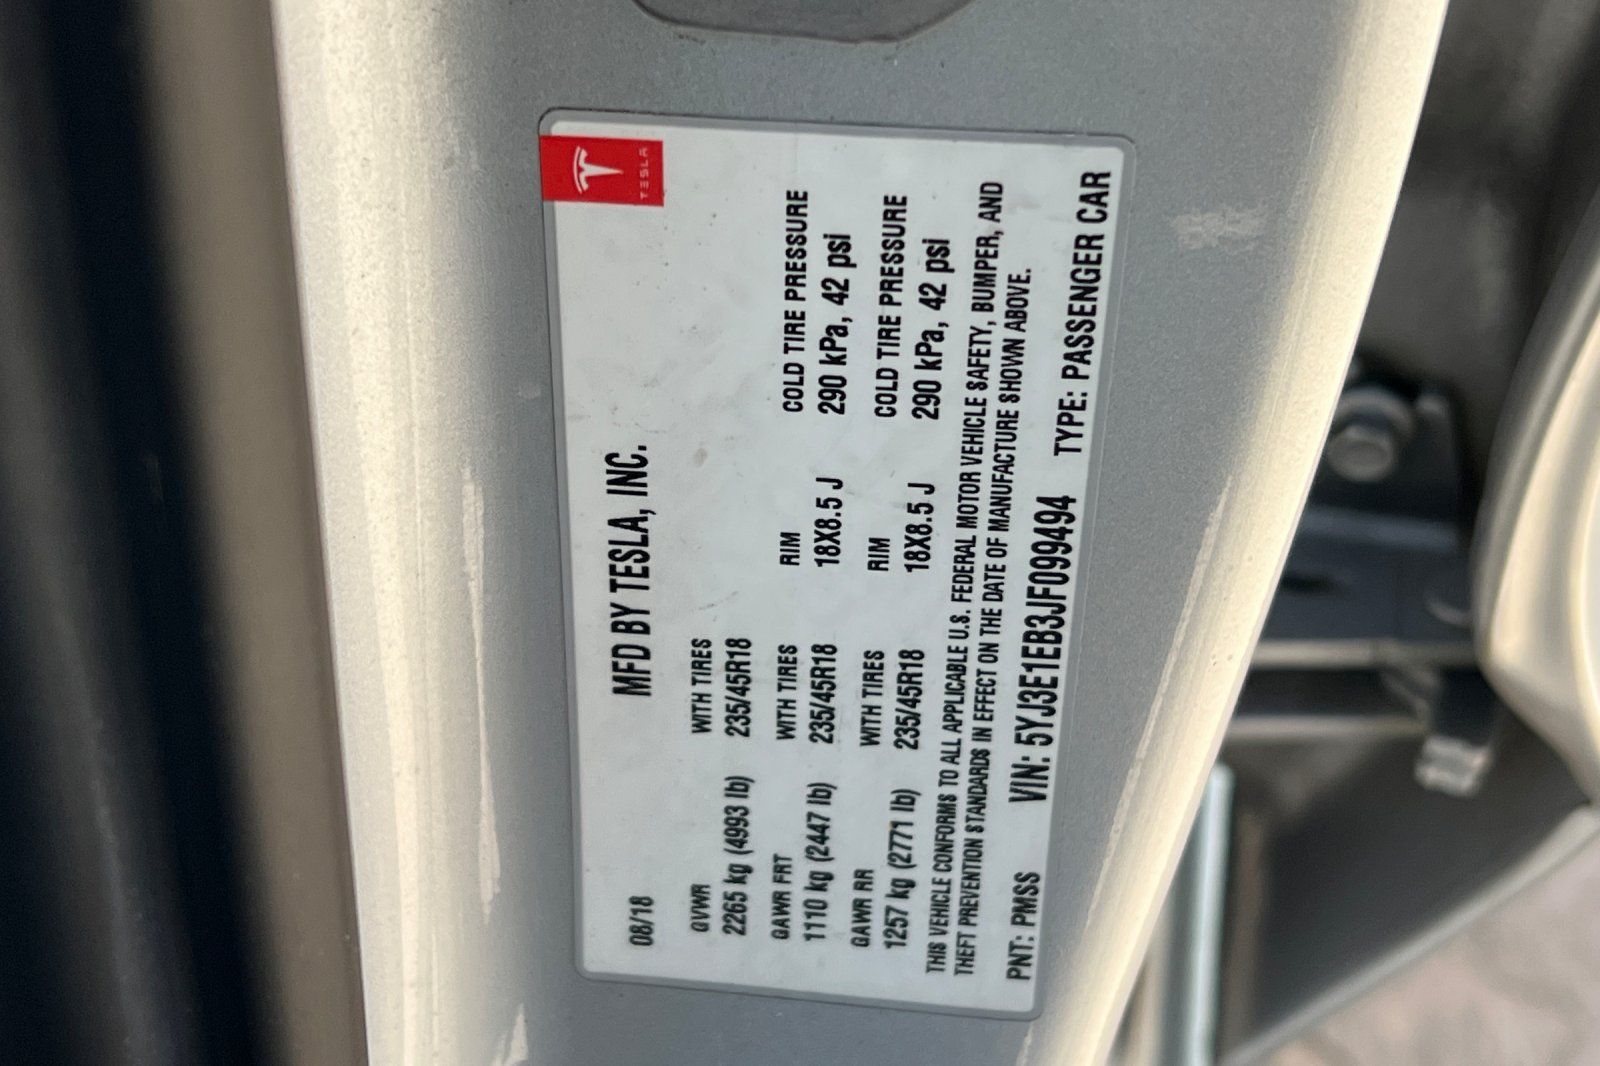 TESLA
MFD BY TESLA, INC.
08/18
GVWR WITH TIRES
2265 kg (4993 lb) 235/45R18
GAWR FRT WITH TIRES RIM COLD TIRE PRESSURE
1110 kg (2447 lb) 235/45R18 18X8.5 J 290 kPa, 42 psi
GAWR RR WITH TIRES RIM COLD TIRE PRESSURE
1257 kg (2771 lb) 235/45R18 18X8.5 J 290 kPa, 42 psi
THIS VEHICLE CONFORMS TO ALL APPLICABLE U.S. FEDERAL MOTOR VEHICLE SAFETY, BUMPER, AND
THEFT PREVENTION STANDARDS IN EFFECT ON THE DATE OF MANUFACTURE SHOWN ABOVE.
PNT: PMSS VIN: 5YJ3E1EB3JF099494 TYPE: PASSENGER CAR